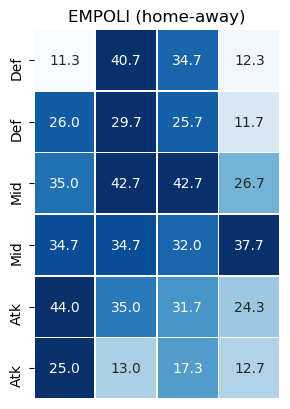 EMPOLI (home-away)
Def 11.3 40.7 34.7 12.3
Def 26.0 29.7 25.7 11.7
Mid 35.0 42.7 42.7 26.7
Mid 34.7 34.7 32.0 37.7
Atk 44.0 35.0 31.7 24.3
Atk 25.0 13.0 17.3 12.7